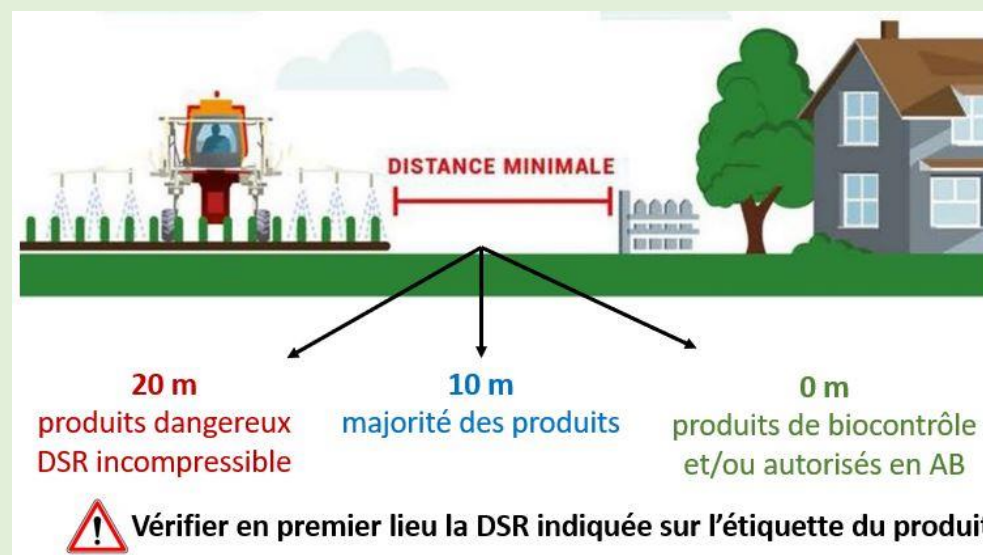 DISTANCE MINIMALE
20 m
produits dangereux
DSR incompressible
10 m
majorité des produits
0 m
produits de biocontrôle
et/ou autorisés en AB
Vérifier en premier lieu la DSR indiquée sur l’étiquette du produit